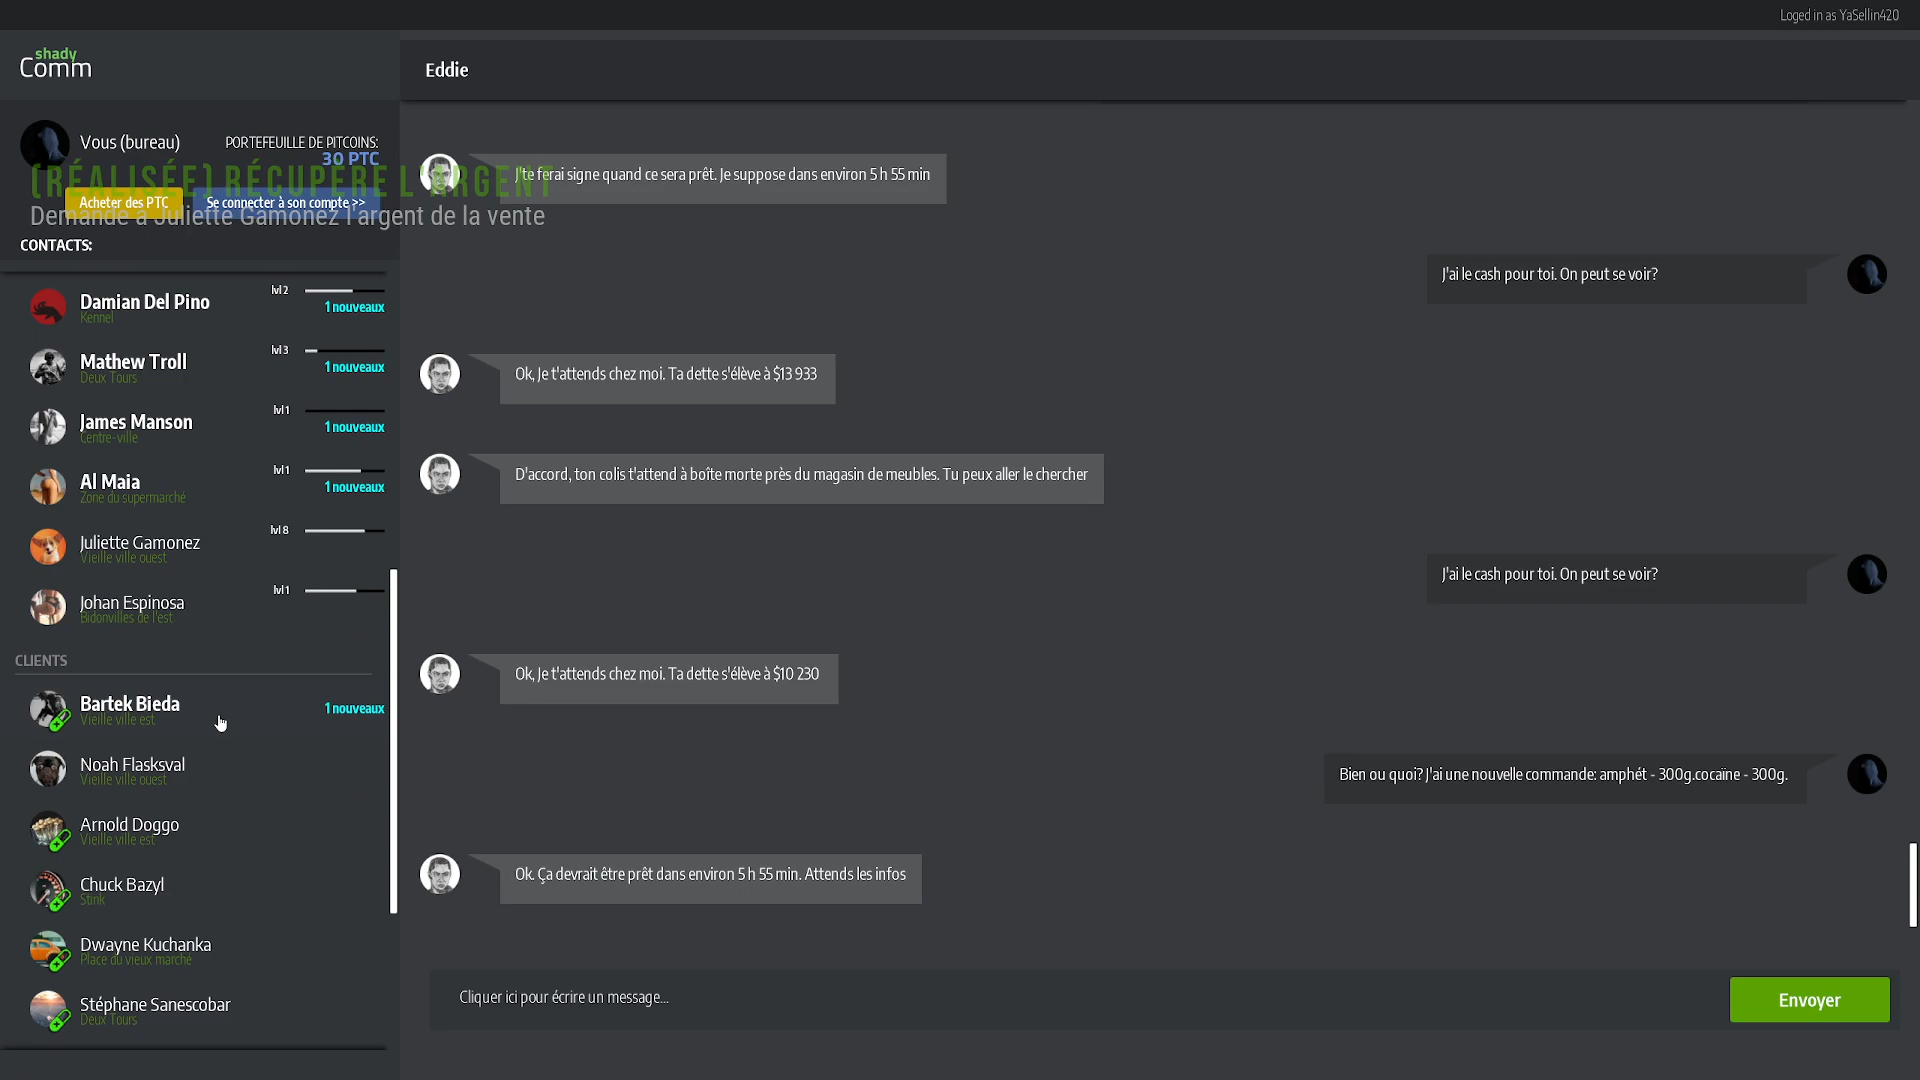 Loged in as YaSellin420
shady
Comm
Eddie
Vous (bureau)
PORTEFEUILLE DE PITCOINS:
30 PTC
(RÉALISÉE) RÉCUPÈRE L'ARGENT
Acheter des PTC
Se connecter à son compte >>
Demande à Juliette Gamonez l'argent de la vente
CONTACTS:
Damian Del Pino
lvl 2
Kennel
1 nouveaux
Mathew Troll
lvl 3
Deux Tours
1 nouveaux
James Manson
lvl 1
Centre-ville
1 nouveaux
Al Maia
lvl 1
Zone du supermarché
1 nouveaux
Juliette Gamonez
lvl 8
Vieille ville ouest
Johan Espinosa
lvl 1
Bidonvilles de l'est
CLIENTS
Bartek Bieda
Vieille ville est
1 nouveaux
Noah Flasksval
Vieille ville ouest
Arnold Doggo
Vieille ville est
Chuck Bazyl
Stink
Dwayne Kuchanka
Place du vieux marché
Stéphane Sanescobar
Deux Tours
J'te ferai signe quand ce sera prêt. Je suppose dans environ 5 h 55 min
J'ai le cash pour toi. On peut se voir?
Ok, Je t'attends chez moi. Ta dette s'élève à $13 933
D'accord, ton colis t'attend à boîte morte près du magasin de meubles. Tu peux aller le chercher
J'ai le cash pour toi. On peut se voir?
Ok, Je t'attends chez moi. Ta dette s'élève à $10 230
Bien ou quoi? J'ai une nouvelle commande: amphét - 300g.cocaïne - 300g.
Ok. Ça devrait être prêt dans environ 5 h 55 min. Attends les infos
Cliquer ici pour écrire un message...
Envoyer